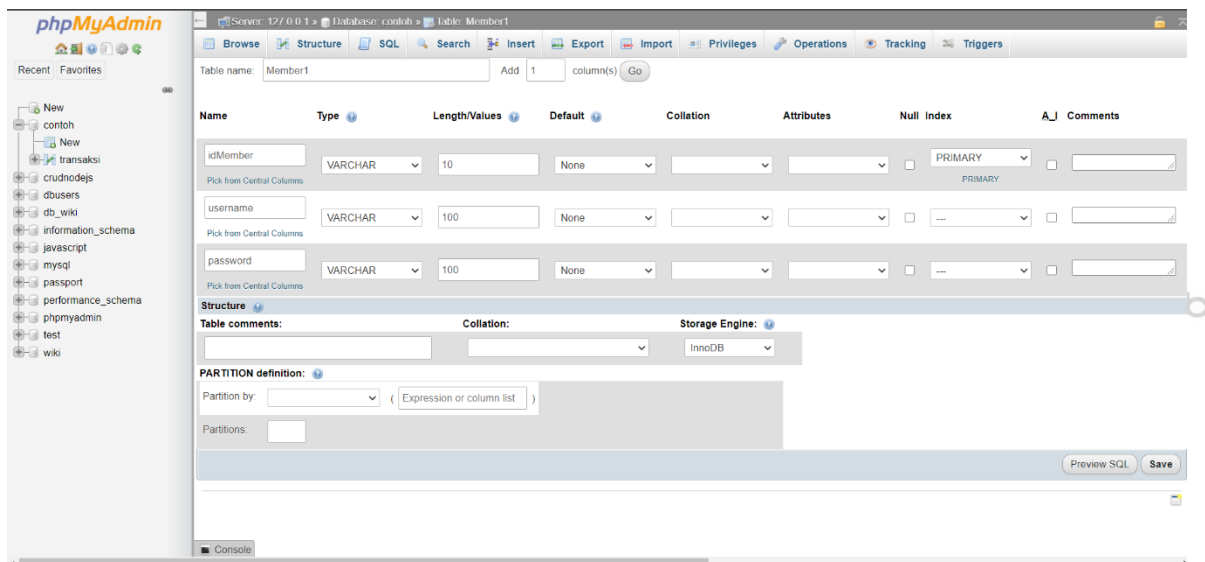 phpMyAdmin
Recent Favorites
New
contoh
New
transaksi
crudnodejs
dbusers
db_wiki
information_schema
javascript
mysql
passport
performance_schema
phpmyadmin
test
wiki
Server: 127.0.0.1 » Database: contoh » Table: Member1
Browse Structure SQL Search Insert Export Import Privileges Operations Tracking Triggers
Table name: Member1 Add 1 column(s) Go
Name Type Length/Values Default Collation Attributes Null Index A_I Comments
idMember VARCHAR 10 None PRIMARY
Pick from Central Columns PRIMARY
username VARCHAR 100 None ---
Pick from Central Columns
password VARCHAR 100 None ---
Pick from Central Columns
Structure
Table comments: Collation: Storage Engine:
InnoDB
PARTITION definition:
Partition by: ( Expression or column list )
Partitions:
Preview SQL Save
Console